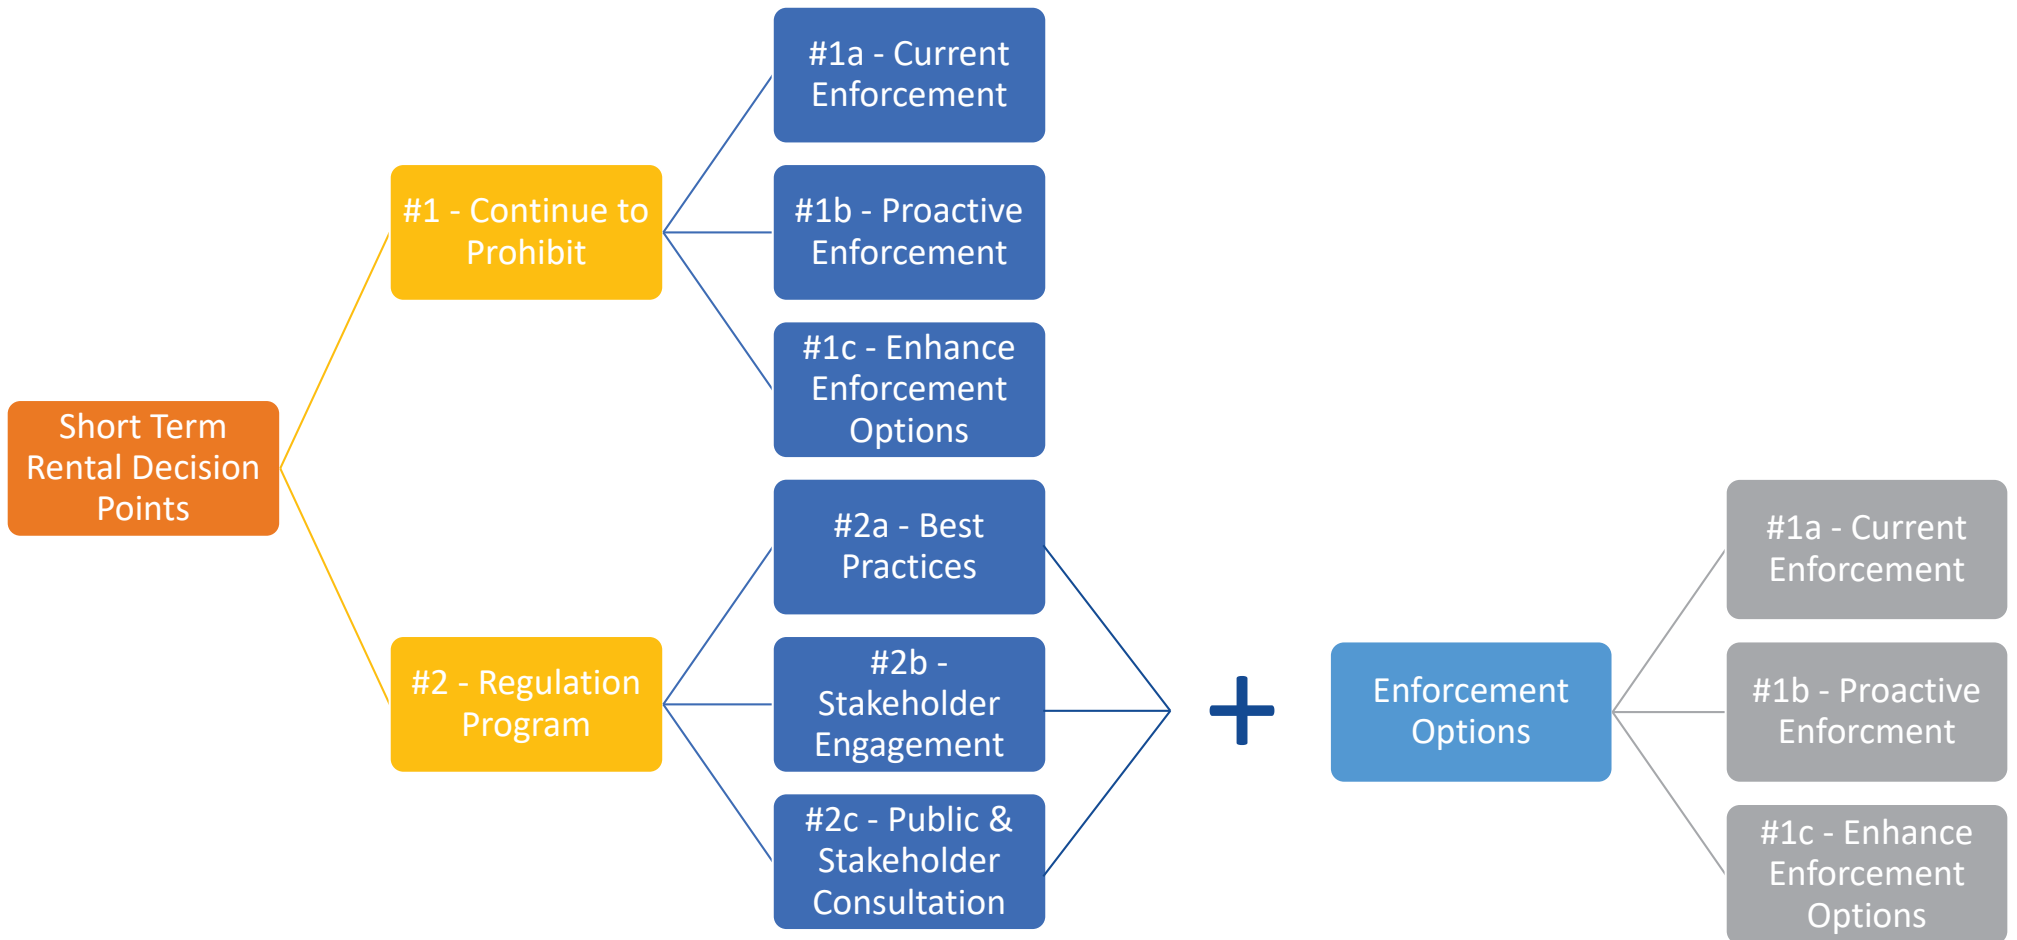 Short Term
Rental Decision
Points
#1 - Continue to
Prohibit
#1a - Current
Enforcement
#1b - Proactive
Enforcement
#1c - Enhance
Enforcement
Options
#2 - Regulation
Program
#2a - Best
Practices
#2b -
Stakeholder
Engagement
#2c - Public &
Stakeholder
Consultation
+
Enforcement
Options
#1a - Current
Enforcement
#1b - Proactive
Enforcment
#1c - Enhance
Enforcement
Options